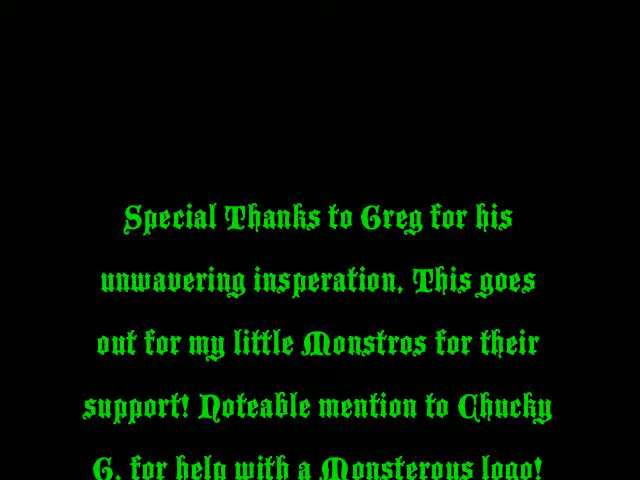 Special Thanks to Greg for his
unwavering insperation. This goes
out for my little Monstros for their
support! Noteable mention to Chucky
G. for help with a Monsterous logo!